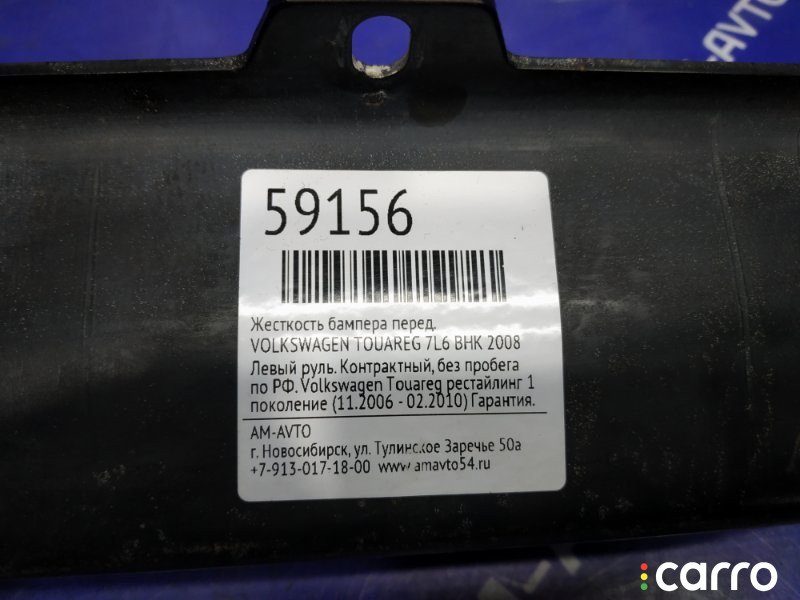 АВТО
59156
Жесткость бампера перед.
VOLKSWAGEN TOUAREG 7L6 BHK 2008
Левый руль. Контрактный, без пробега
по РФ. Volkswagen Touareg рестайлинг 1
поколение (11.2006 - 02.2010) Гарантия.
АМ-AVTO
г. Новосибирск, ул. Тулинское Заречье 50а
+7-913-017-18-00 www.amavto54.ru
carro